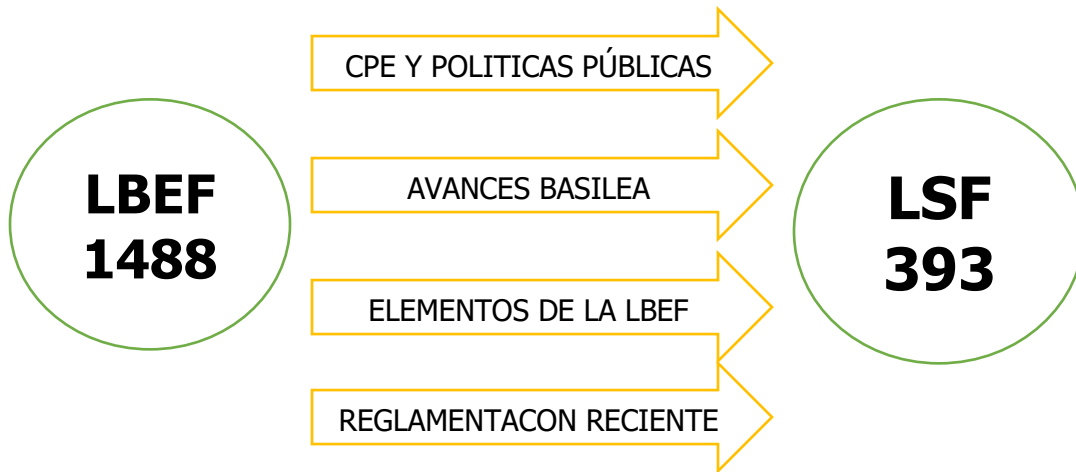 LBEF
1488
CPE Y POLITICAS PÚBLICAS
AVANCES BASILEA
ELEMENTOS DE LA LBEF
REGLAMENTACON RECIENTE
LSF
393